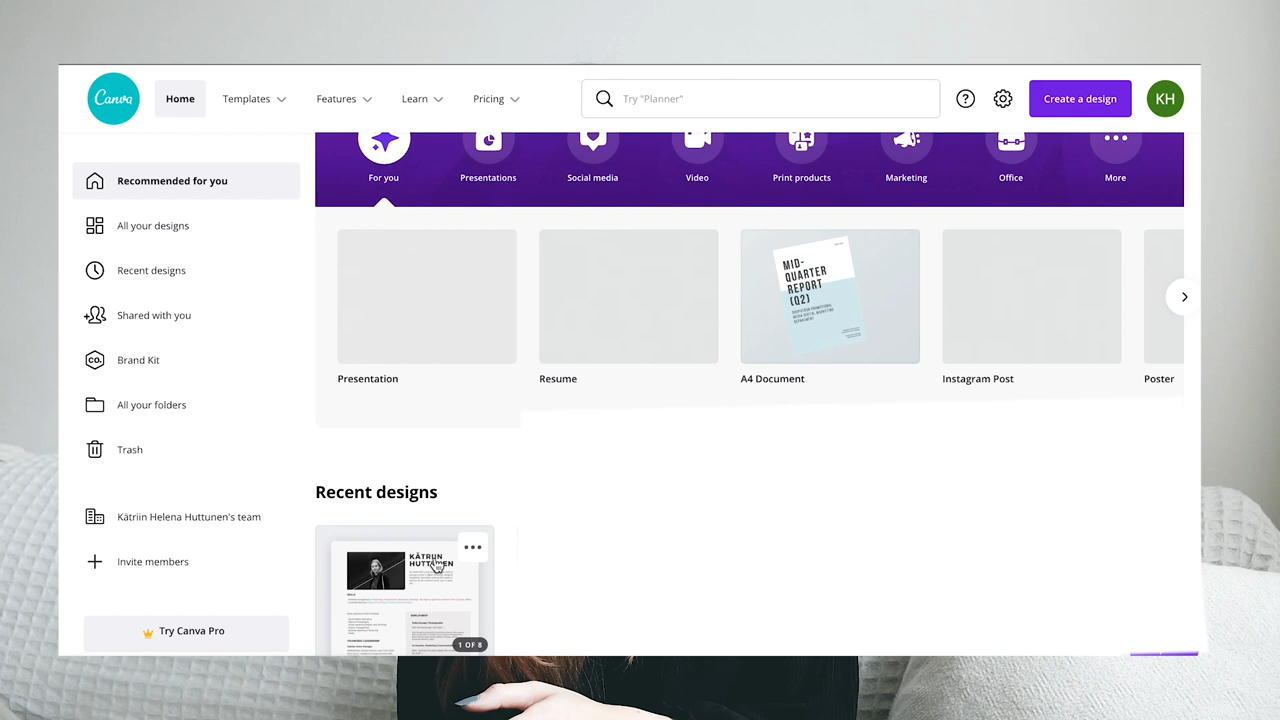 Canva
Home
Templates
Features
Learn
Pricing
Try "Planner"
Create a design
KH
For you
Presentations
Social media
Video
Print products
Marketing
Office
More
Recommended for you
All your designs
Recent designs
Shared with you
Brand Kit
All your folders
Trash
Kätriin Helena Huttunen's team
Invite members
Try Canva Pro
MID-
QUARTER
REPORT
(Q2)
Presentation
Resume
A4 Document
Instagram Post
Poster
Recent designs
KÄTRIIN
1 OF 8
CO.